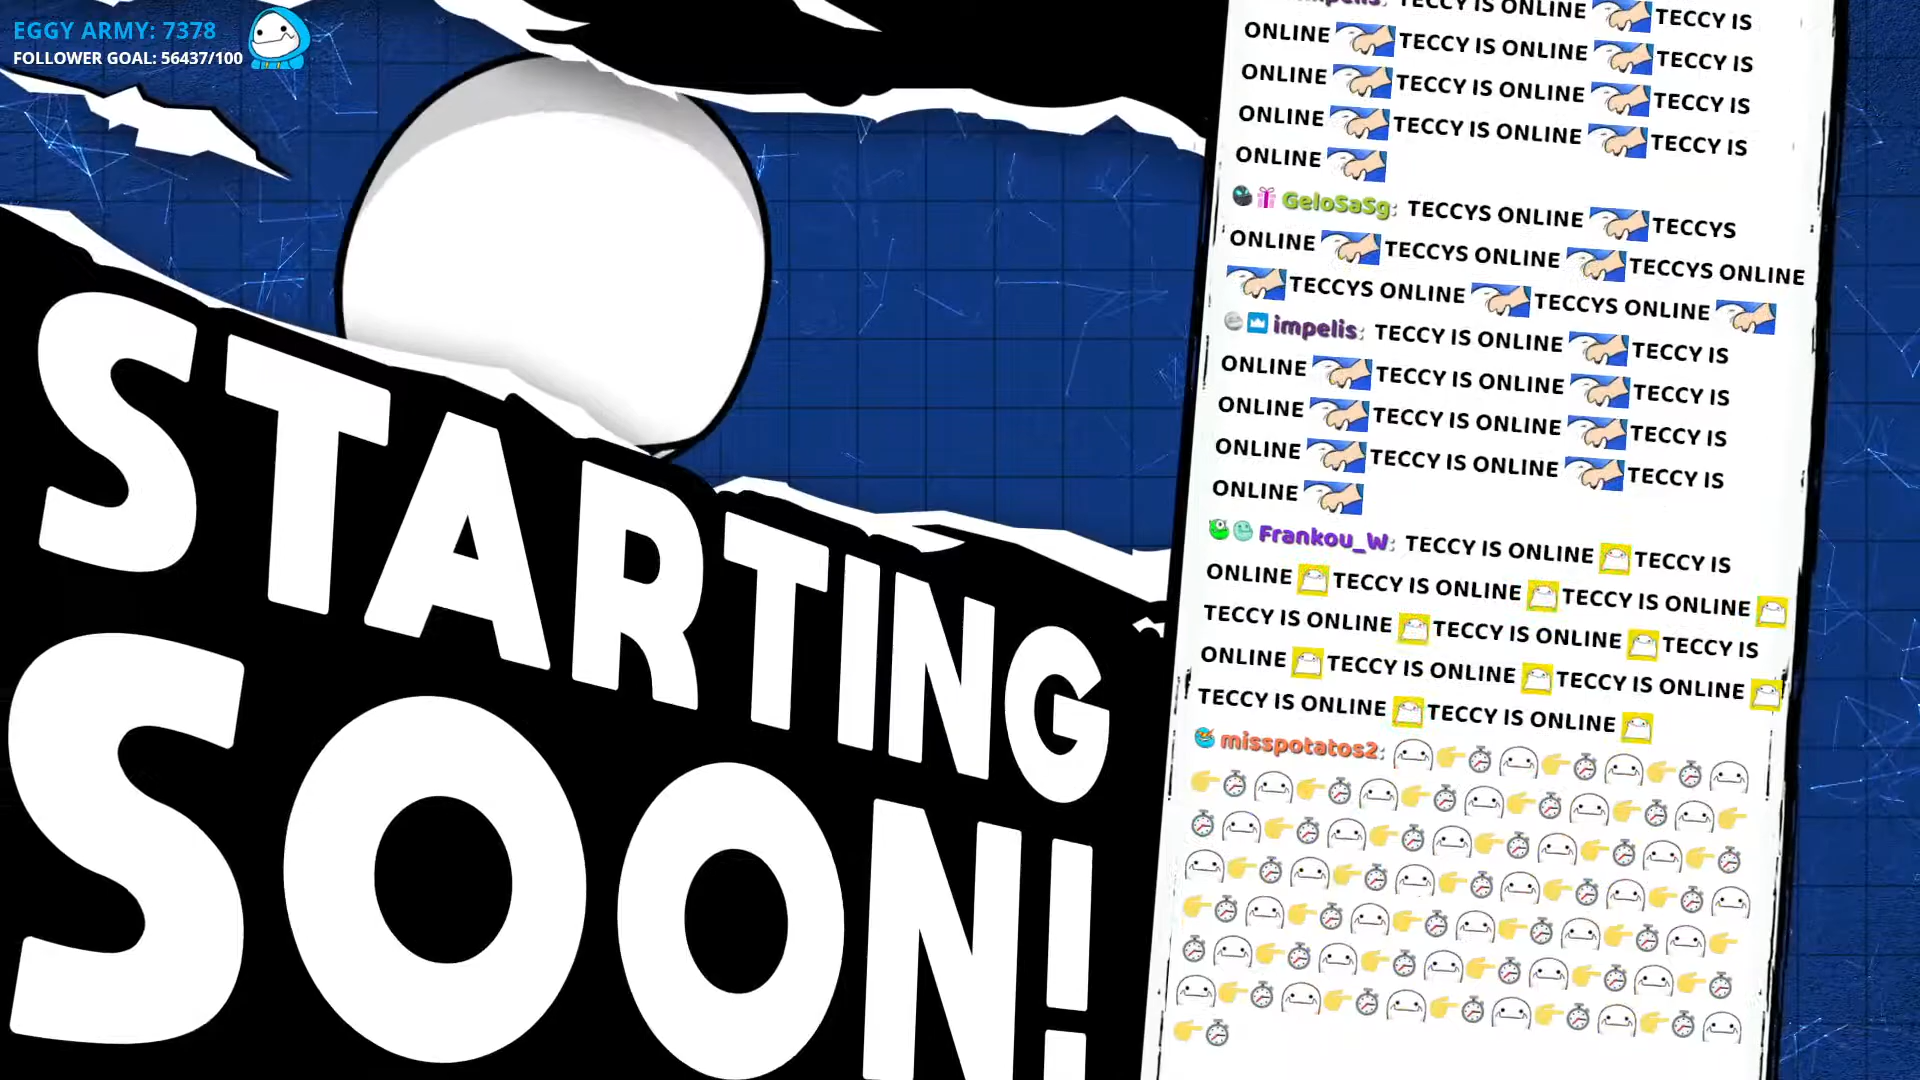 EGGY ARMY: 7378
FOLLOWER GOAL: 56437/100
STARTING
SOON!
TECCY IS ONLINE TECCY IS
ONLINE TECCY IS ONLINE TECCY IS
ONLINE TECCY IS ONLINE TECCY IS
ONLINE TECCY IS ONLINE TECCY IS
ONLINE
GeloSaSg: TECCYS ONLINE TECCYS
ONLINE TECCYS ONLINE TECCYS ONLINE
TECCYS ONLINE TECCYS ONLINE
impelis: TECCY IS ONLINE TECCY IS
ONLINE TECCY IS ONLINE TECCY IS
ONLINE TECCY IS ONLINE TECCY IS
ONLINE TECCY IS ONLINE TECCY IS
ONLINE
Frankou_W: TECCY IS ONLINE TECCY IS
ONLINE TECCY IS ONLINE TECCY IS ONLINE
TECCY IS ONLINE TECCY IS ONLINE TECCY IS
ONLINE TECCY IS ONLINE TECCY IS ONLINE
TECCY IS ONLINE TECCY IS ONLINE
misspotatos2: